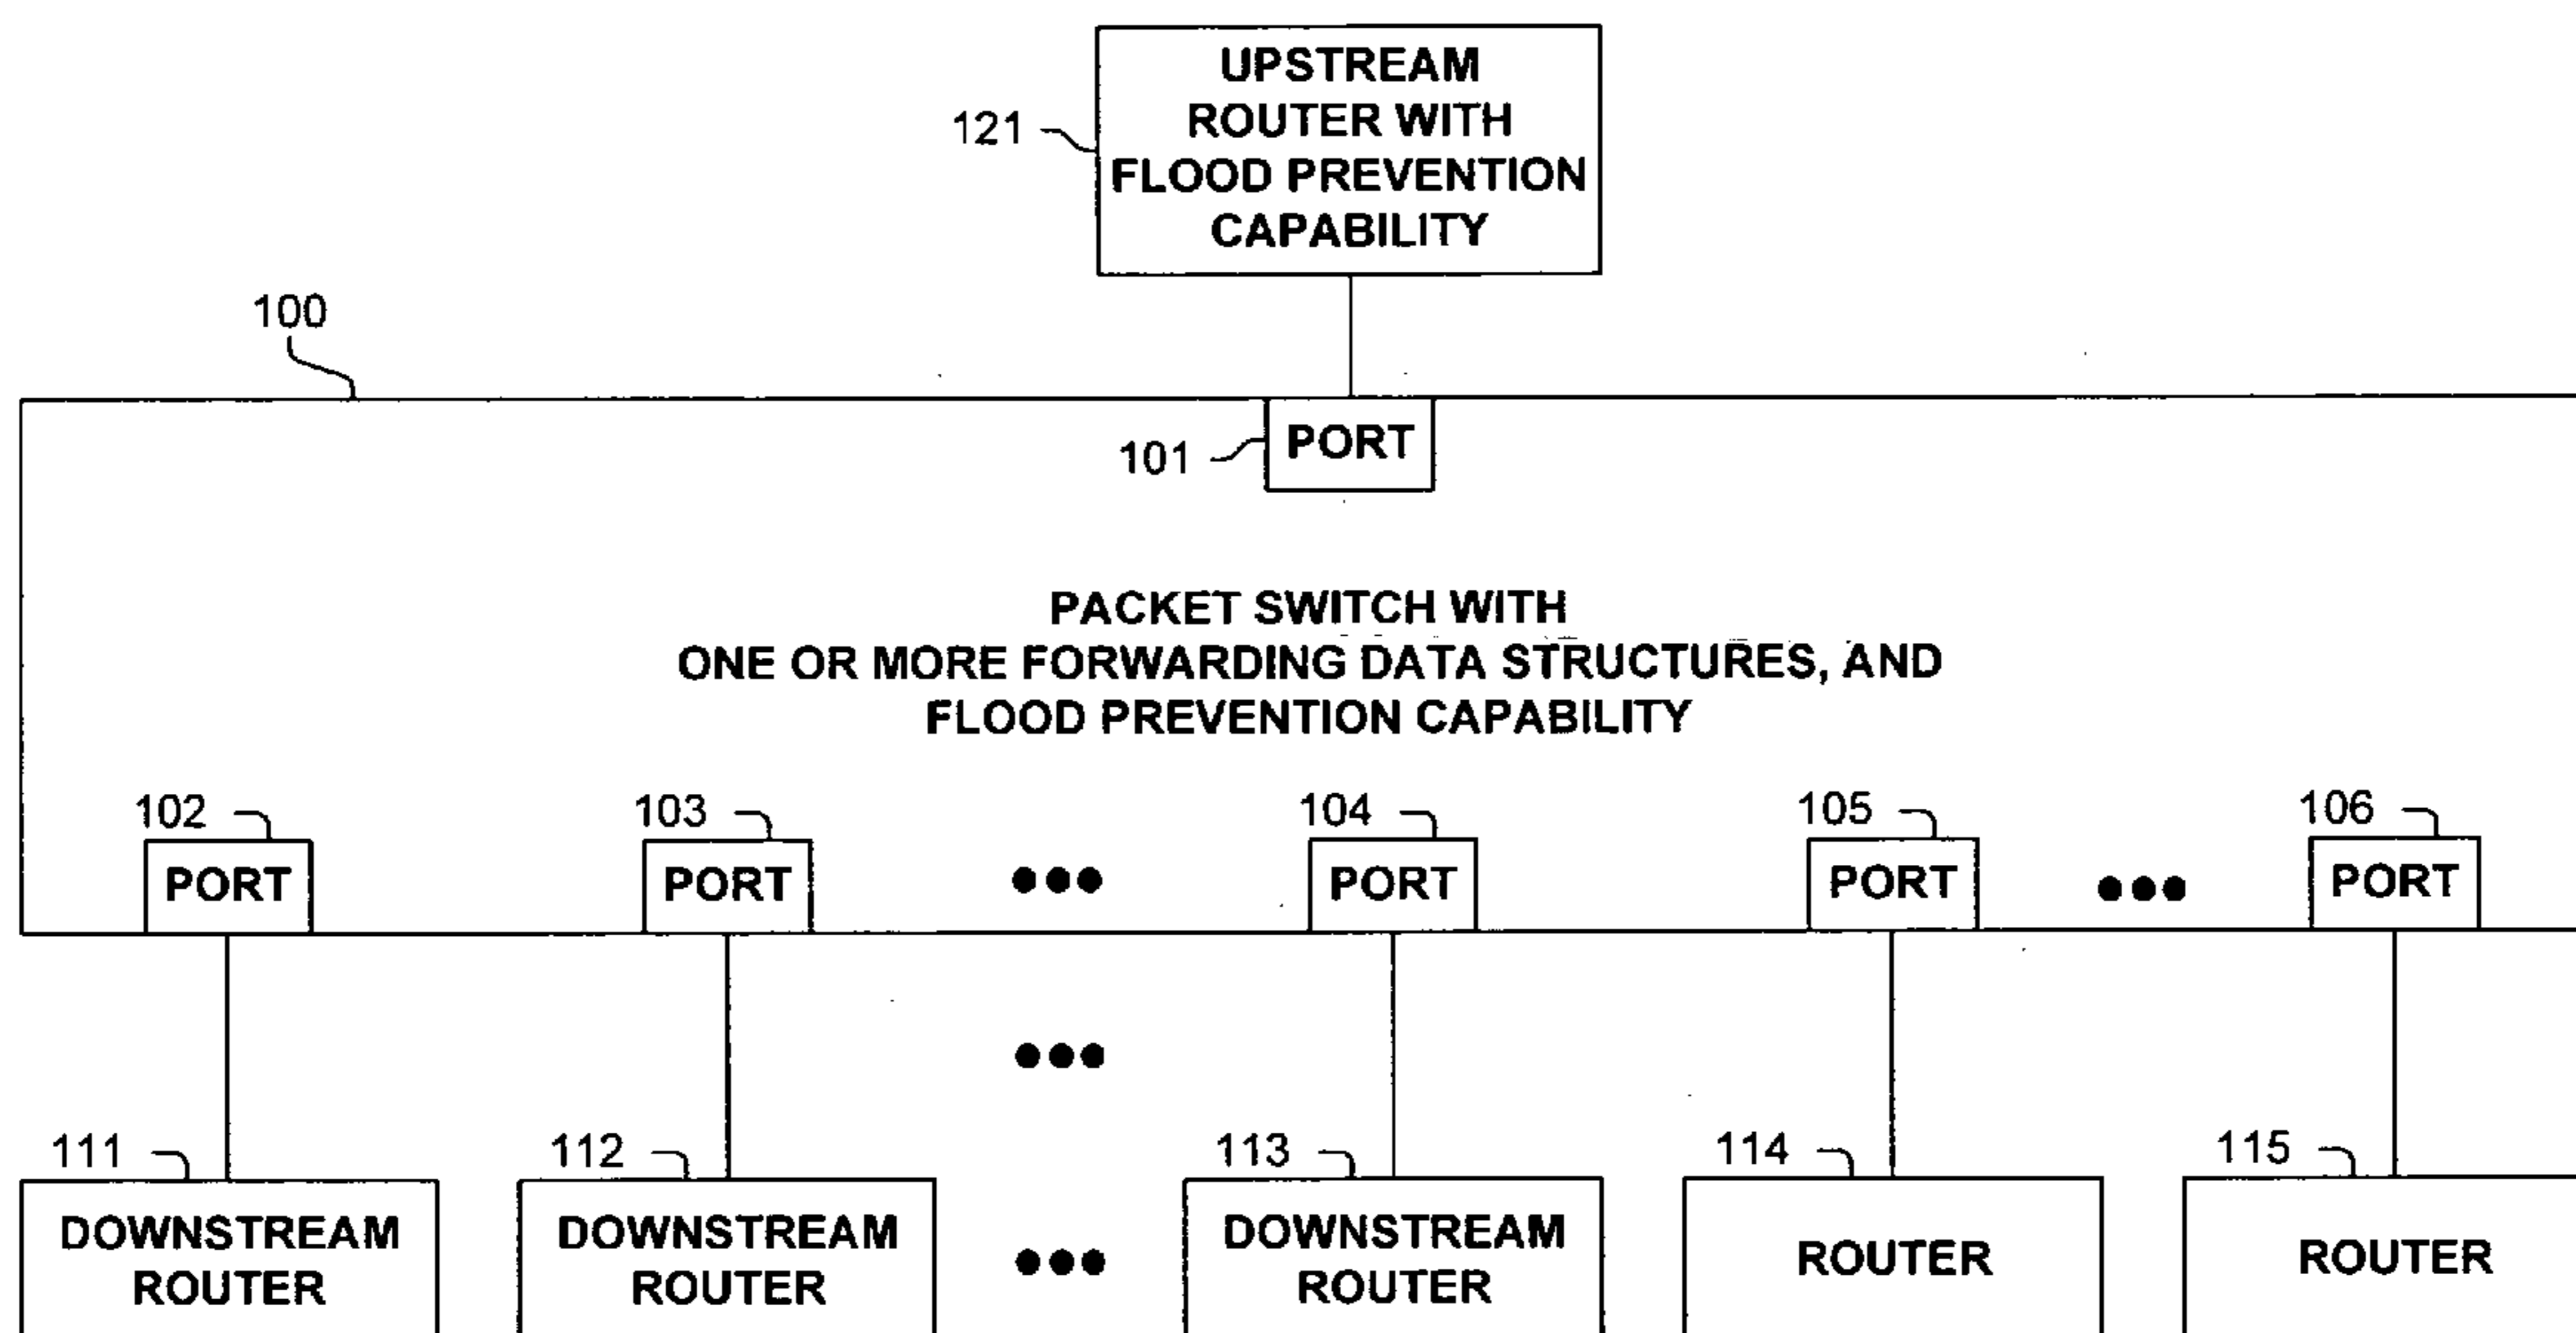 UPSTREAM
ROUTER WITH
FLOOD PREVENTION
CAPABILITY
121
100
101
PORT
PACKET SWITCH WITH
ONE OR MORE FORWARDING DATA STRUCTURES, AND
FLOOD PREVENTION CAPABILITY
102
103
104
105
106
PORT
PORT
•••
PORT
PORT
•••
PORT
•••
111
112
113
114
115
DOWNSTREAM
ROUTER
DOWNSTREAM
ROUTER
•••
DOWNSTREAM
ROUTER
ROUTER
ROUTER